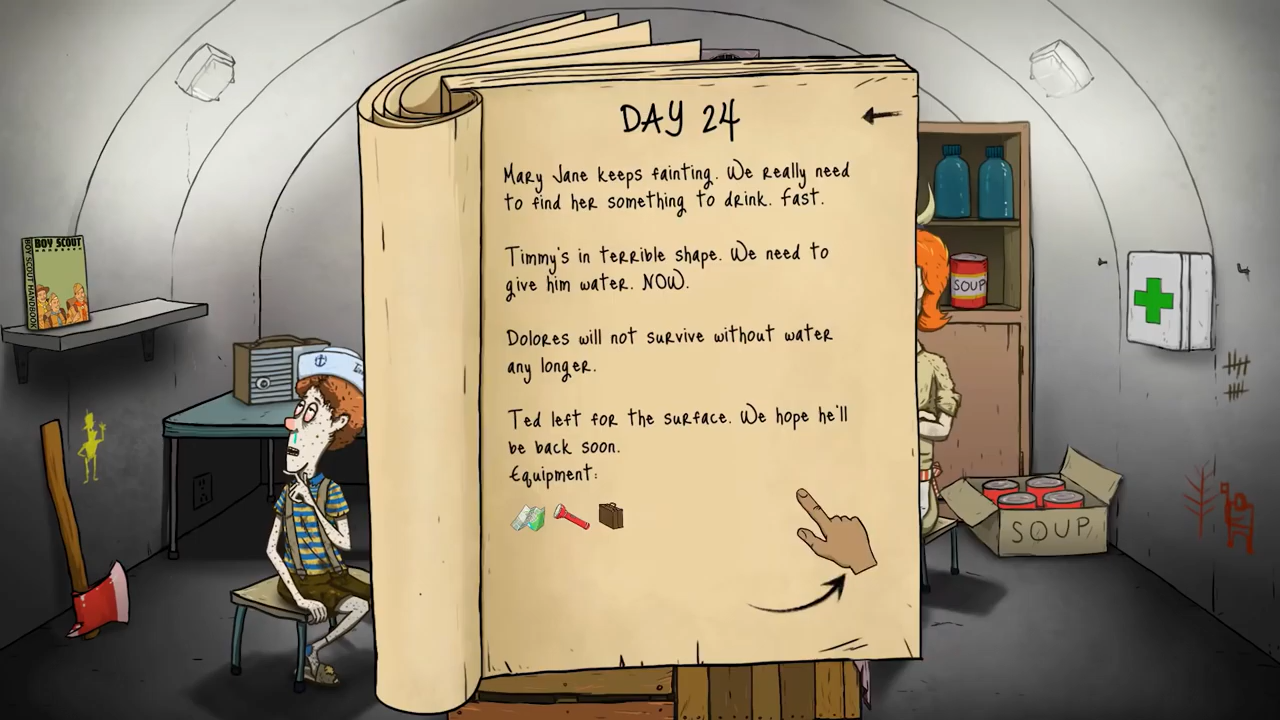 DAY 24
Mary Jane keeps fainting. We really need
to find her something to drink. Fast.
Timmy's in terrible shape. We need to
give him water. NOW.
Dolores will not survive without water
any longer.
Ted left for the surface. We hope he'll
be back soon.
Equipment:
BOY SCOUT
BOY SCOUT HANDBOOK
SOUP
SOUP